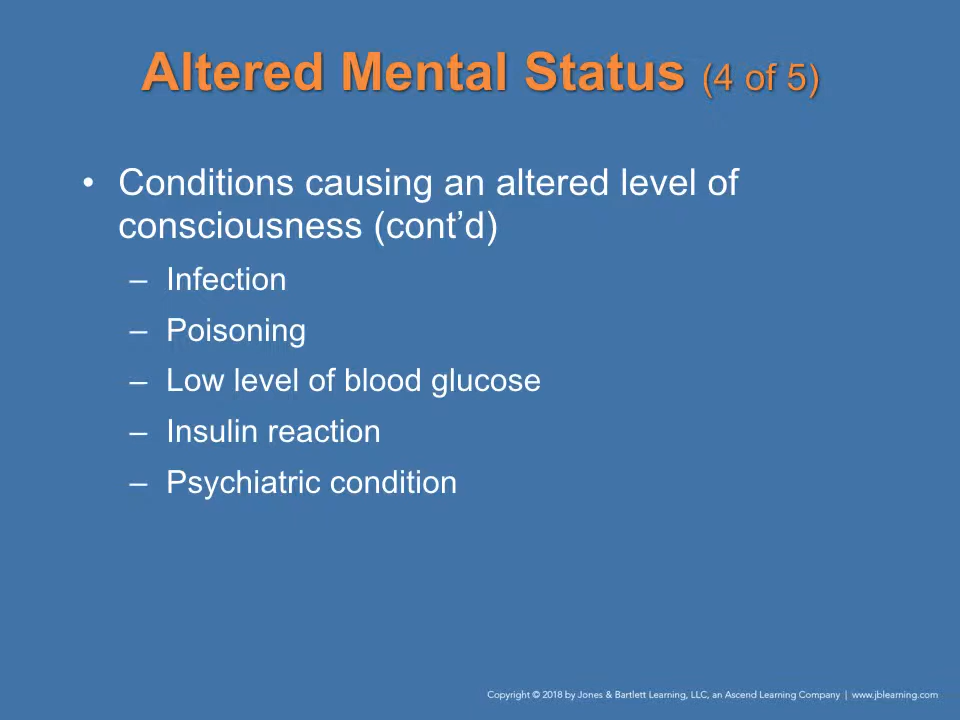 Altered Mental Status (4 of 5)
• Conditions causing an altered level of
consciousness (cont’d)
– Infection
– Poisoning
– Low level of blood glucose
– Insulin reaction
– Psychiatric condition
Copyright © 2018 by Jones & Bartlett Learning, LLC, an Ascend Learning Company | www.jblearning.com